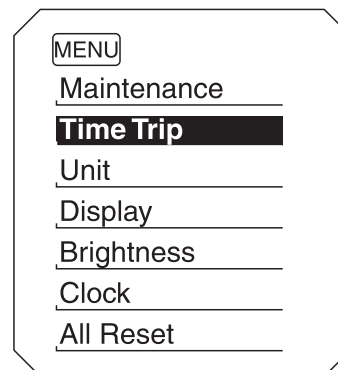 MENU
Maintenance
Time Trip
Unit
Display
Brightness
Clock
All Reset